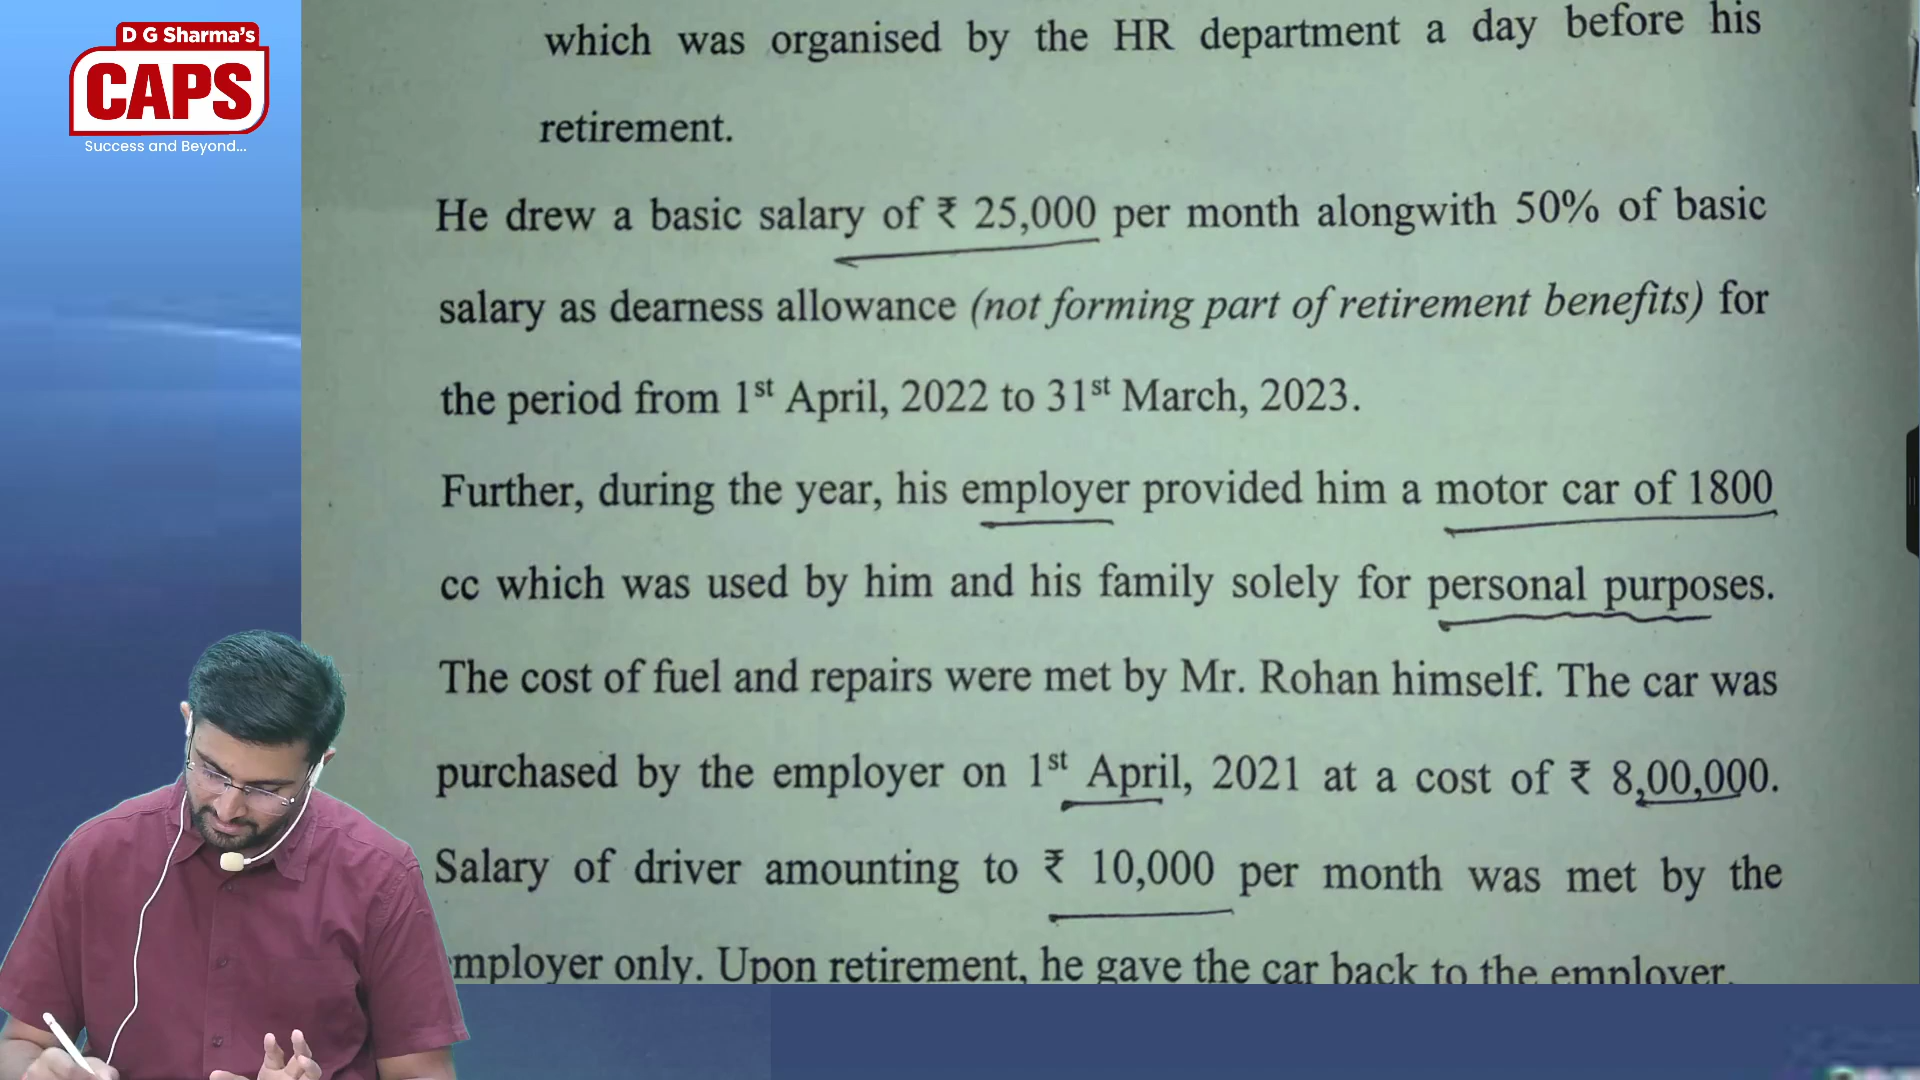 D G Sharma's
CAPS
Success and Beyond...
which was organised by the HR department a day before his
retirement.
He drew a basic salary of ₹ 25,000 per month alongwith 50% of basic
salary as dearness allowance (not forming part of retirement benefits) for
the period from 1st April, 2022 to 31st March, 2023.
Further, during the year, his employer provided him a motor car of 1800
cc which was used by him and his family solely for personal purposes.
The cost of fuel and repairs were met by Mr. Rohan himself. The car was
purchased by the employer on 1st April, 2021 at a cost of ₹ 8,00,000.
Salary of driver amounting to ₹ 10,000 per month was met by the
mployer only. Upon retirement, he gave the car back to the employer.